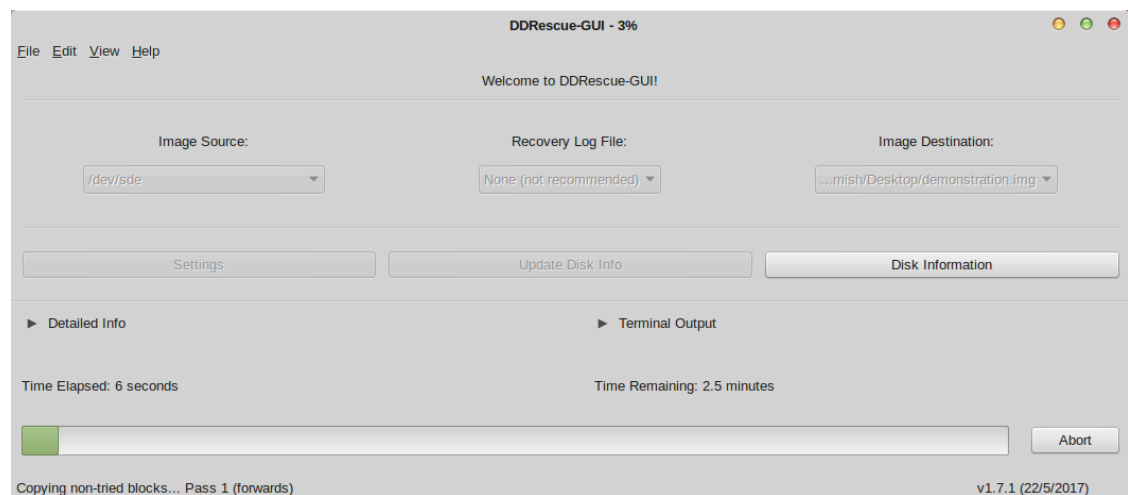 DDRescue-GUI - 3%
File Edit View Help
Welcome to DDRescue-GUI!
Image Source: Recovery Log File: Image Destination:
/dev/sde None (not recommended) ...mish/Desktop/demonstration.img
Settings Update Disk Info Disk Information
Detailed Info Terminal Output
Time Elapsed: 6 seconds Time Remaining: 2.5 minutes
Abort
Copying non-tried blocks... Pass 1 (forwards) v1.7.1 (22/5/2017)